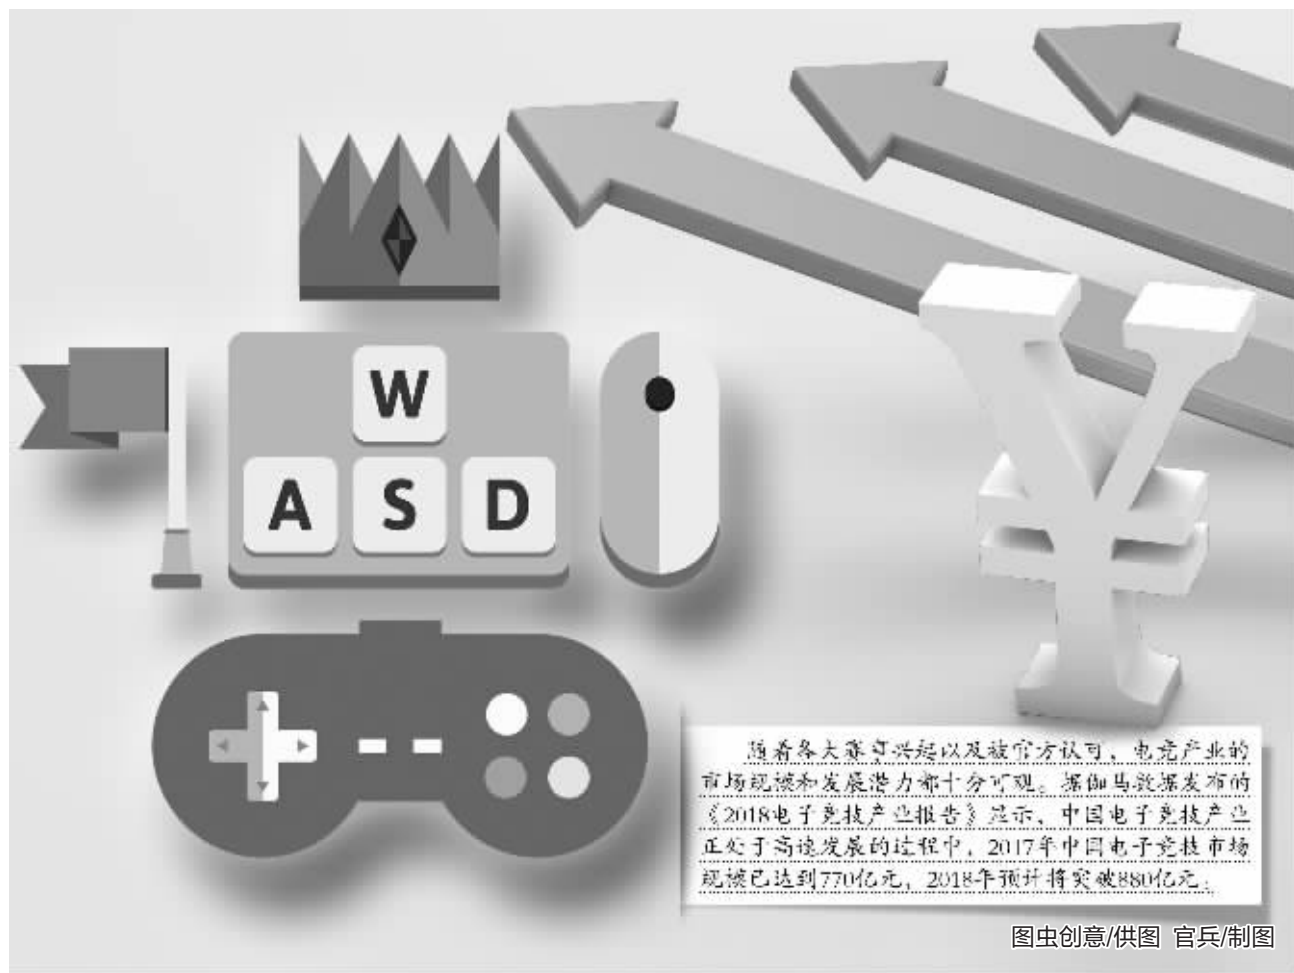 W
A S D
随着各大赛事兴起以及被官方认可，电竞产业的
市场规模和发展潜力都十分可观。据伽马数据发布的
《2018电子竞技产业报告》显示，中国电子竞技产业
正处于高速发展的过程中，2017年中国电子竞技市场
规模已达到770亿元，2018年预计将突破880亿元。
图虫创意/供图 官兵/制图